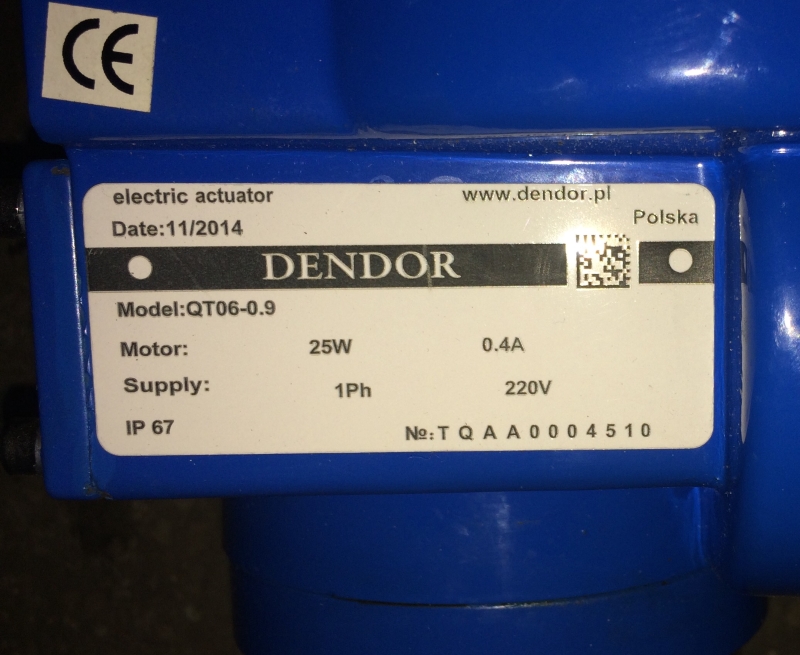 CE
electric actuator www.dendor.pl
Date:11/2014 Polska
DENDOR
Model:QT06-0.9
Motor: 25W 0.4A
Supply: 1Ph 220V
IP 67 №:TQAA0004510